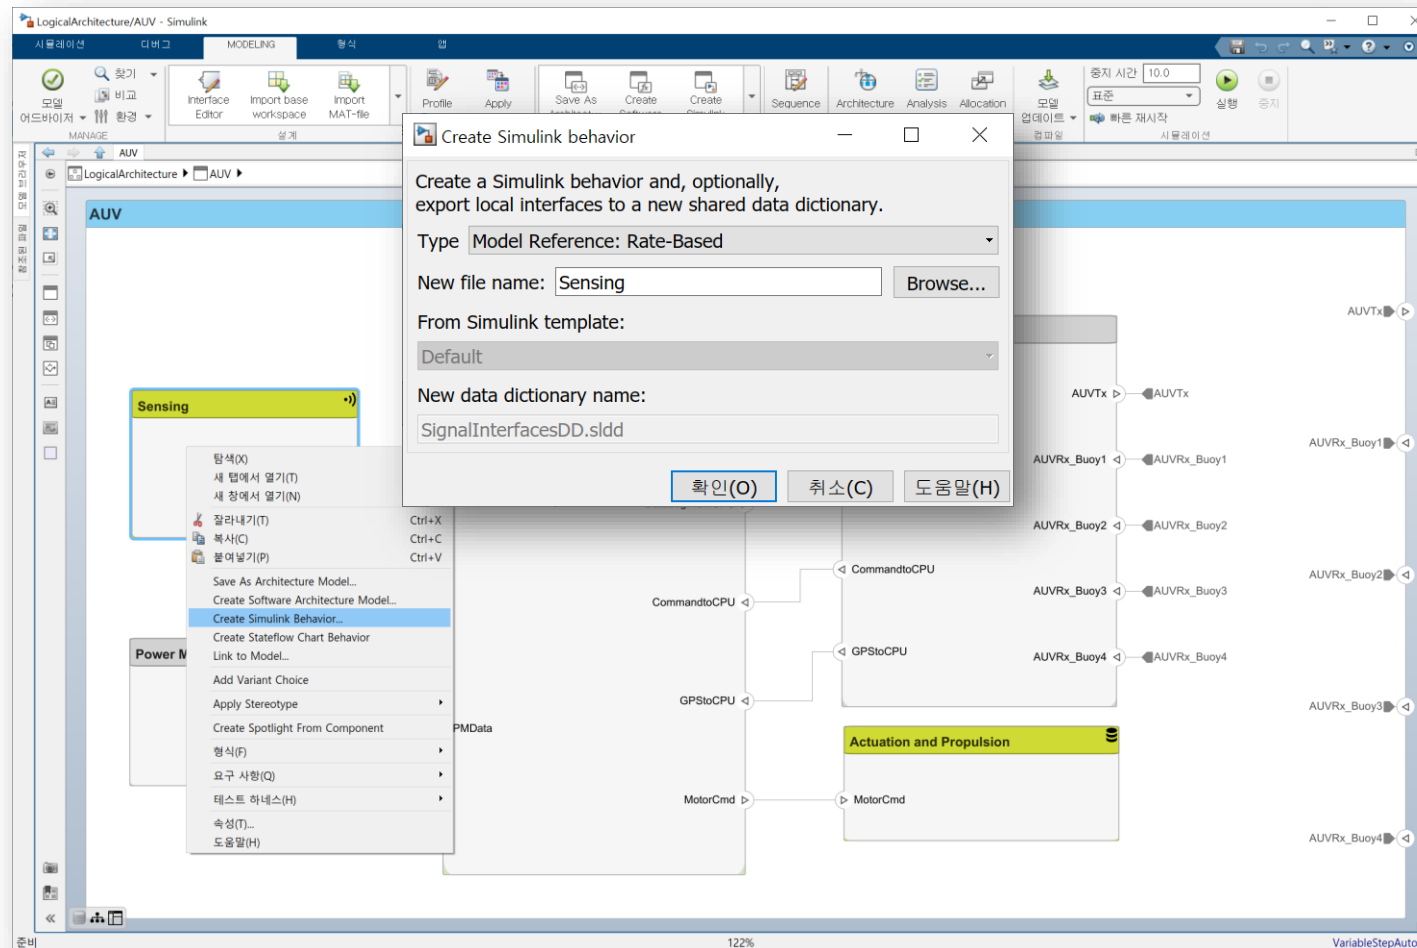 LogicalArchitecture/AUV - Simulink
시뮬레이션 디버그 MODELING 형식 앱
모델
어드바이저
찾기
비교
환경
MANAGE
Interface
Editor
Import base
workspace
Import
MAT-file
설계
Profile
Apply
Save As
Create
Create
Sequence
Architecture
Analysis
Allocation
모델
업데이트
컴파일
중지 시간 10.0
표준
빠른 재시작
실행
중지
시뮬레이션
AUV
LogicalArchitecture AUV
AUV
Create Simulink behavior
Create a Simulink behavior and, optionally,
export local interfaces to a new shared data dictionary.
Type Model Reference: Rate-Based
New file name: Sensing Browse...
From Simulink template:
Default
New data dictionary name:
SignalInterfacesDD.sldd
확인(O) 취소(C) 도움말(H)
Sensing
탐색(X)
새 탭에서 열기(T)
새 창에서 열기(N)
잘라내기(T) Ctrl+X
복사(C) Ctrl+C
붙여넣기(P) Ctrl+V
Save As Architecture Model...
Create Software Architecture Model...
Create Simulink Behavior...
Create Stateflow Chart Behavior
Link to Model...
Add Variant Choice
Apply Stereotype
Create Spotlight From Component
형식(F)
요구 사항(Q)
테스트 하네스(H)
속성(T)...
도움말(H)
Power M
PMData
CommandtoCPU
GPStoCPU
MotorCmd
CommandtoCPU
GPStoCPU
AUVTx AUVTx
AUVRx_Buoy1 AUVRx_Buoy1
AUVRx_Buoy2 AUVRx_Buoy2
AUVRx_Buoy3 AUVRx_Buoy3
AUVRx_Buoy4 AUVRx_Buoy4
Actuation and Propulsion
MotorCmd
AUVTx
AUVRx_Buoy1
AUVRx_Buoy2
AUVRx_Buoy3
AUVRx_Buoy4
준비 122% VariableStepAuto